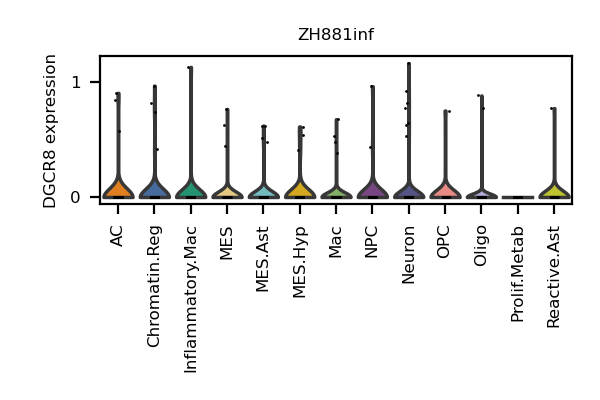 ZH881inf
DGCR8 expression
1
0
AC
Chromatin.Reg
Inflammatory.Mac
MES
MES.Ast
MES.Hyp
Mac
NPC
Neuron
OPC
Oligo
Prolif.Metab
Reactive.Ast